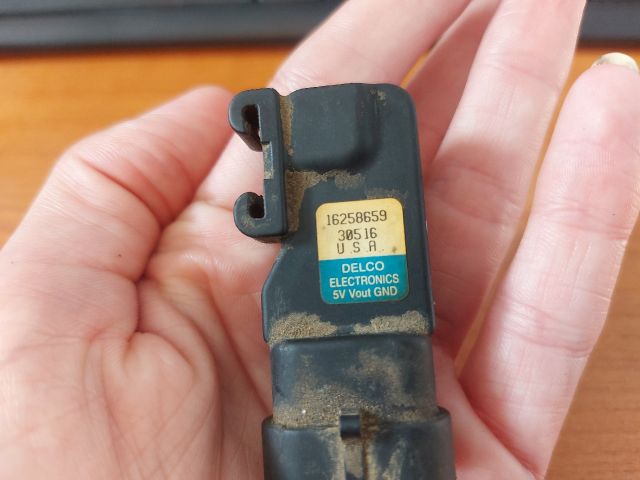 16258659
30516
U.S.A.
DELCO
ELECTRONICS
5V Vout GND